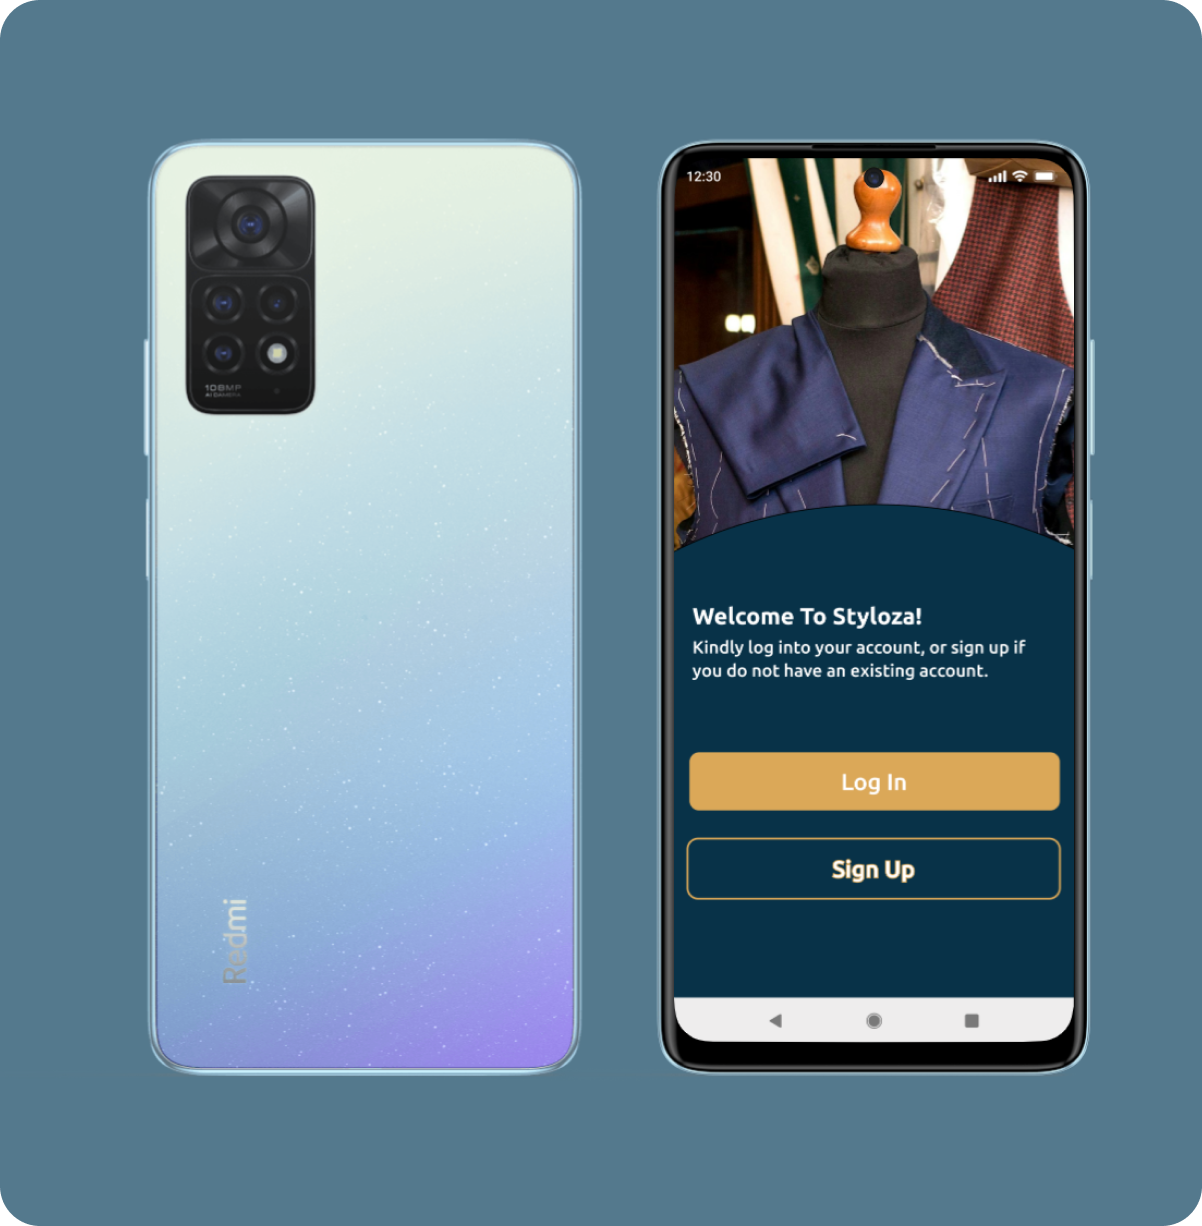 108MP
AI CAMERA
Redmi
12:30
Welcome To Styloza!
Kindly log into your account, or sign up if
you do not have an existing account.
Log In
Sign Up